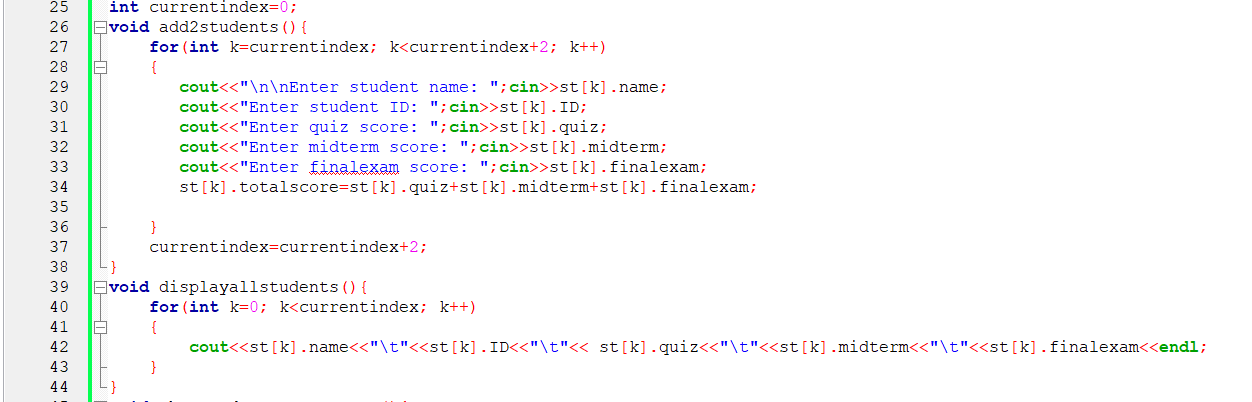 25 int currentindex=0;
26 void add2students(){
27 for(int k=currentindex; k<currentindex+2; k++)
28 {
29 cout<<"\n\nEnter student name: ";cin>>st[k].name;
30 cout<<"Enter student ID: ";cin>>st[k].ID;
31 cout<<"Enter quiz score: ";cin>>st[k].quiz;
32 cout<<"Enter midterm score: ";cin>>st[k].midterm;
33 cout<<"Enter finalexam score: ";cin>>st[k].finalexam;
34 st[k].totalscore=st[k].quiz+st[k].midterm+st[k].finalexam;
35
36 }
37 currentindex=currentindex+2;
38 }
39 void displayallstudents(){
40 for(int k=0; k<currentindex; k++)
41 {
42 cout<<st[k].name<<"\t"<<st[k].ID<<"\t"<< st[k].quiz<<"\t"<<st[k].midterm<<"\t"<<st[k].finalexam<<endl;
43 }
44 }